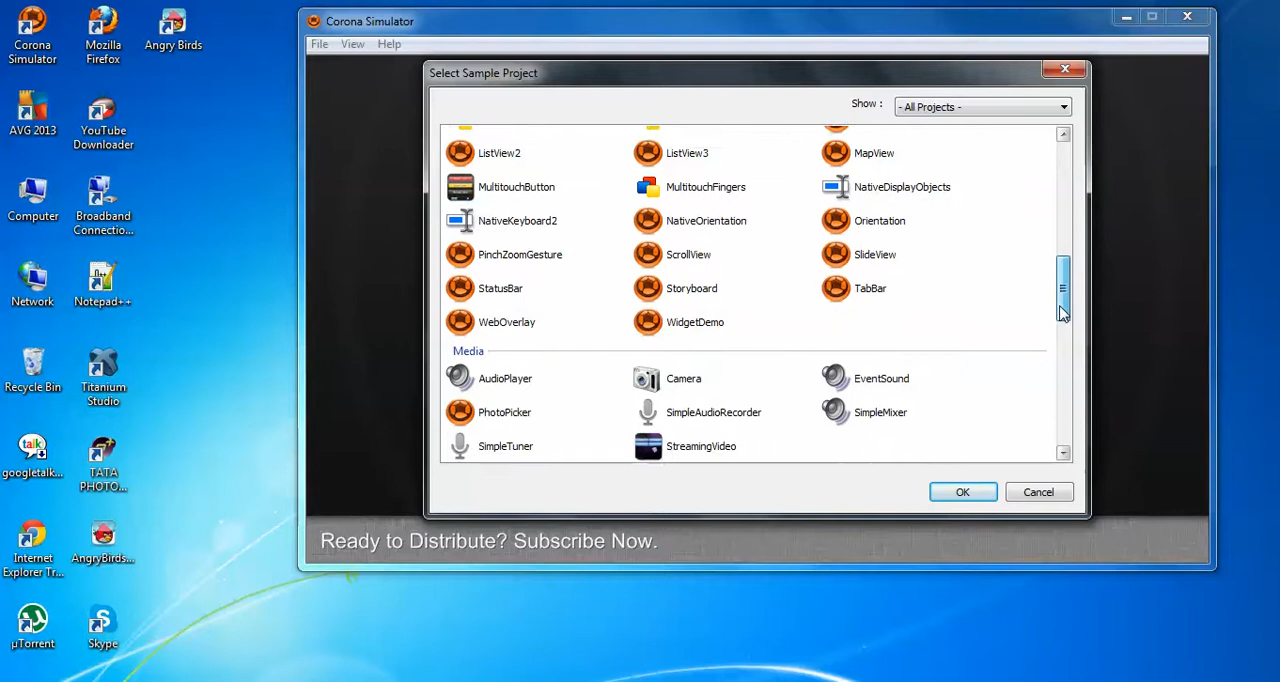 Corona Simulator
Mozilla Firefox
Angry Birds
AVG 2013
YouTube Downloader
Computer
Broadband Connectio...
Network
Notepad++
Recycle Bin
Titanium Studio
googletalk...
TATA PHOTO...
Internet Explorer Tr...
AngryBirds...
µTorrent
Skype
Corona Simulator
File View Help
Select Sample Project
Show : - All Projects -
ListView2 ListView3 MapView
MultitouchButton MultitouchFingers NativeDisplayObjects
NativeKeyboard2 NativeOrientation Orientation
PinchZoomGesture ScrollView SlideView
StatusBar Storyboard TabBar
WebOverlay WidgetDemo
Media
AudioPlayer Camera EventSound
PhotoPicker SimpleAudioRecorder SimpleMixer
SimpleTuner StreamingVideo
OK Cancel
Ready to Distribute? Subscribe Now.